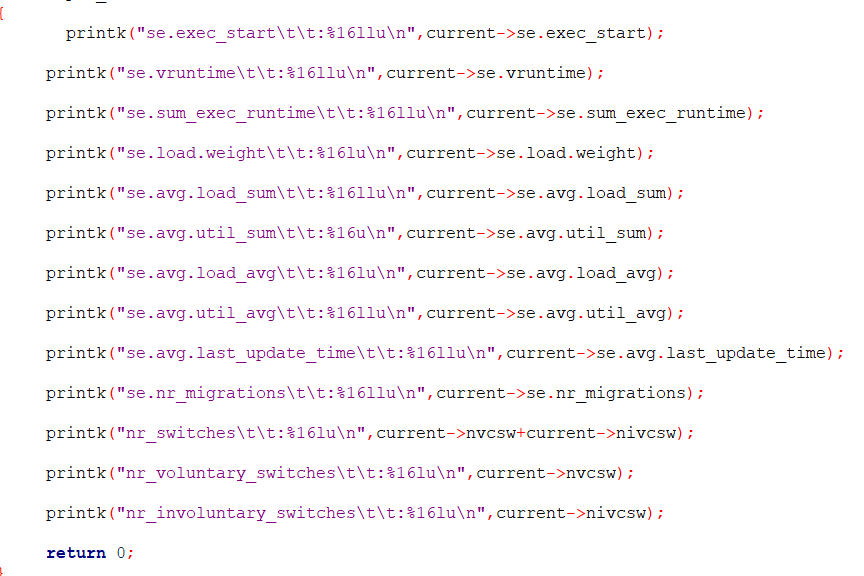 {
printk("se.exec_start\t\t:%16llu\n",current->se.exec_start);
printk("se.vruntime\t\t:%16llu\n",current->se.vruntime);
printk("se.sum_exec_runtime\t\t:%16llu\n",current->se.sum_exec_runtime);
printk("se.load.weight\t\t:%16lu\n",current->se.load.weight);
printk("se.avg.load_sum\t\t:%16llu\n",current->se.avg.load_sum);
printk("se.avg.util_sum\t\t:%16u\n",current->se.avg.util_sum);
printk("se.avg.load_avg\t\t:%16lu\n",current->se.avg.load_avg);
printk("se.avg.util_avg\t\t:%16llu\n",current->se.avg.util_avg);
printk("se.avg.last_update_time\t\t:%16llu\n",current->se.avg.last_update_time);
printk("se.nr_migrations\t\t:%16llu\n",current->se.nr_migrations);
printk("nr_switches\t\t:%16lu\n",current->nvcsw+current->nivcsw);
printk("nr_voluntary_switches\t\t:%16lu\n",current->nvcsw);
printk("nr_involuntary_switches\t\t:%16lu\n",current->nivcsw);
return 0;
}